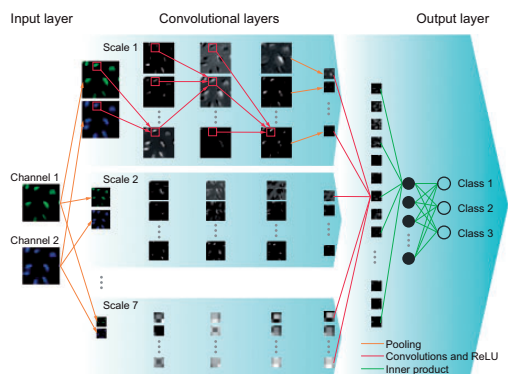 Input layer
Convolutional layers
Output layer
Scale 1
Channel 1
Channel 2
Scale 2
Scale 7
Class 1
Class 2
Class 3
Pooling
Convolutions and ReLU
Inner product